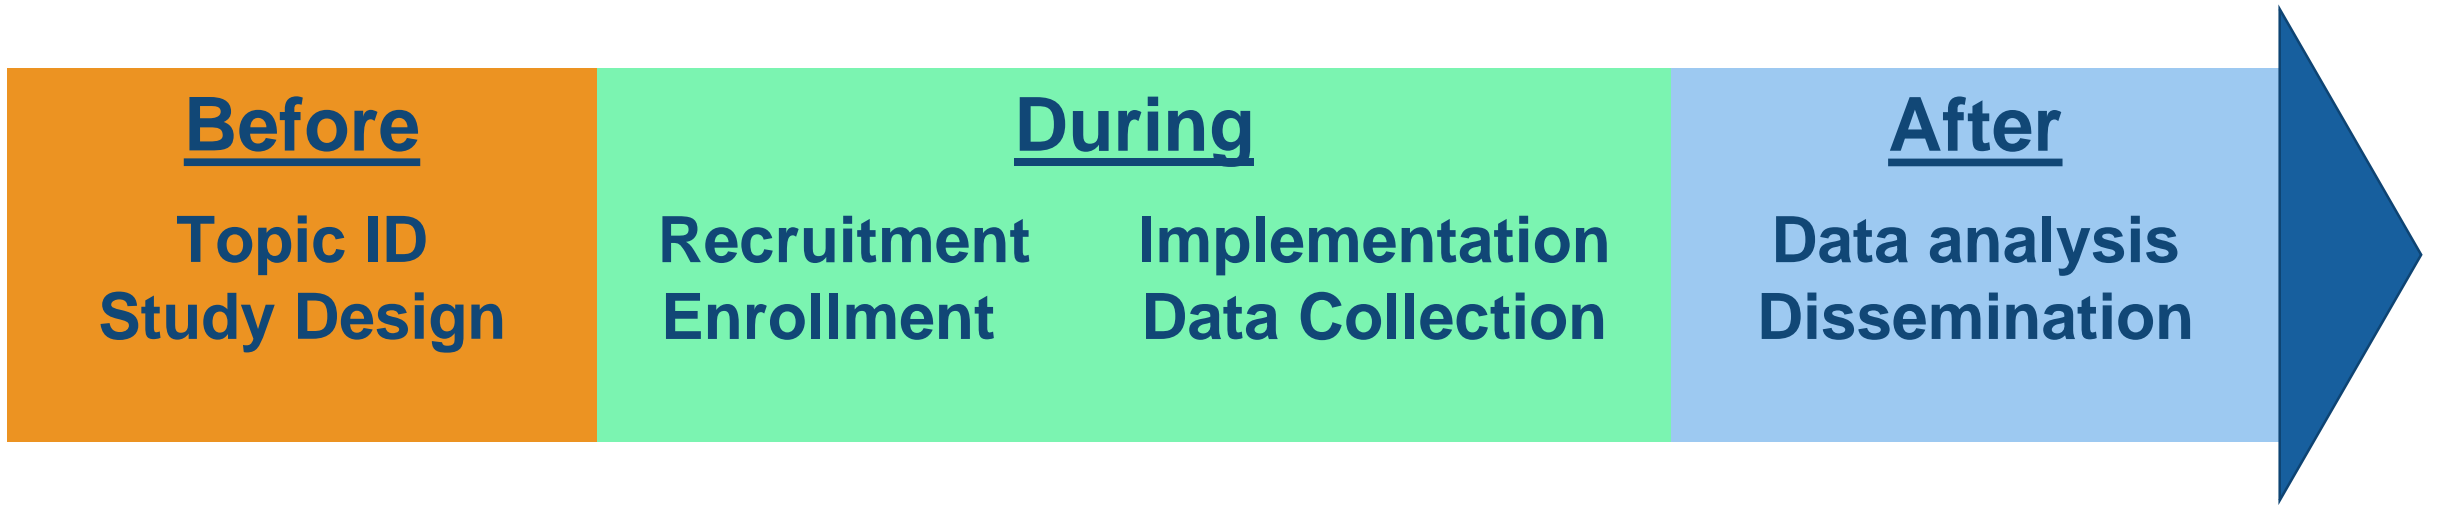 Before
Topic ID
Study Design
During
Recruitment Implementation
Enrollment Data Collection
After
Data analysis
Dissemination